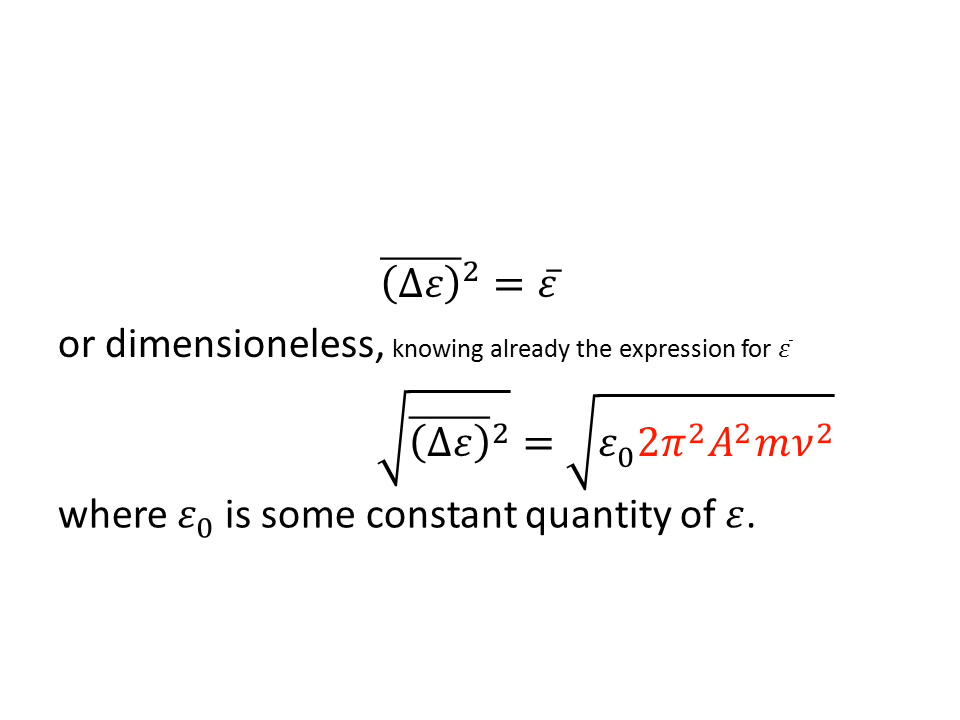 (Δε)̅² = ε̄
or dimensioneless, knowing already the expression for ε̄
√((Δε)̅²) = √(ε₀2π²A²mν²)
where ε₀ is some constant quantity of ε.